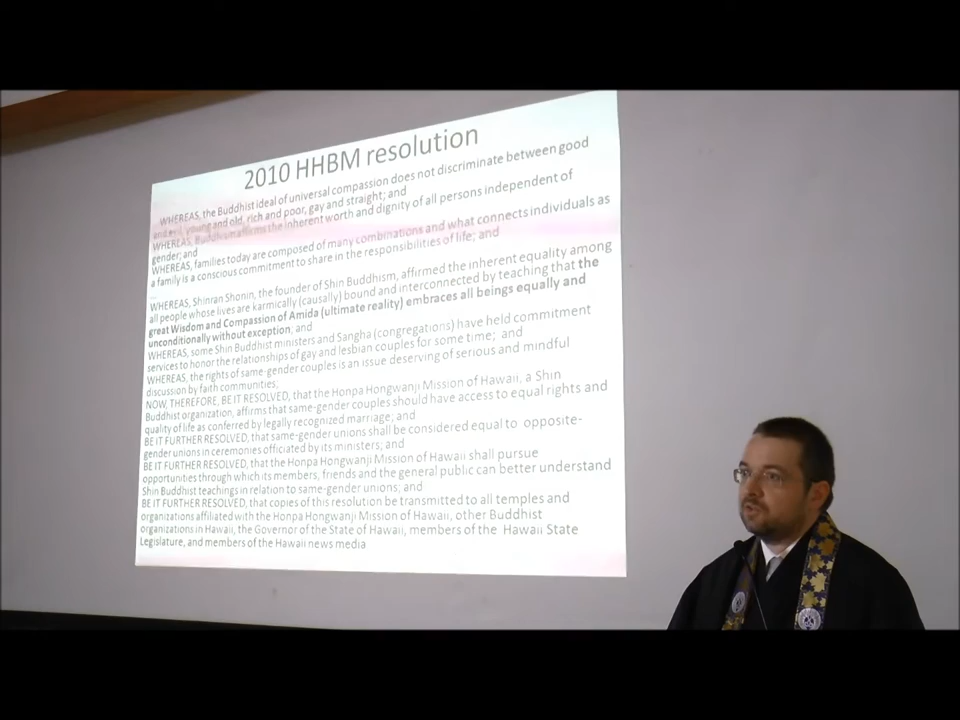 2010 HHBM resolution
WHEREAS, the Buddhist ideal of universal compassion does not discriminate between good
and evil, young and old, rich and poor, gay and straight; and
WHEREAS, Buddhism affirms the inherent worth and dignity of all persons independent of
gender; and
WHEREAS, families today are composed of many combinations and what connects individuals as
a family is a conscious commitment to share in the responsibilities of life; and
...
WHEREAS, Shinran Shonin, the founder of Shin Buddhism, affirmed the inherent equality among
all people whose lives are karmically (causally) bound and interconnected by teaching that the
great Wisdom and Compassion of Amida (ultimate reality) embraces all beings equally and
unconditionally without exception; and
WHEREAS, some Shin Buddhist ministers and Sangha (congregations) have held commitment
services to honor the relationships of gay and lesbian couples for some time; and
WHEREAS, the rights of same-gender couples is an issue deserving of serious and mindful
discussion by faith communities;
NOW, THEREFORE, BE IT RESOLVED, that the Honpa Hongwanji Mission of Hawaii, a Shin
Buddhist organization, affirms that same-gender couples should have access to equal rights and
quality of life as conferred by legally recognized marriage; and
BE IT FURTHER RESOLVED, that same-gender unions shall be considered equal to opposite-
gender unions in ceremonies officiated by its ministers; and
BE IT FURTHER RESOLVED, that the Honpa Hongwanji Mission of Hawaii shall pursue
opportunities through which its members, friends and the general public can better understand
Shin Buddhist teachings in relation to same-gender unions; and
BE IT FURTHER RESOLVED, that copies of this resolution be transmitted to all temples and
organizations affiliated with the Honpa Hongwanji Mission of Hawaii, other Buddhist
organizations in Hawaii, the Governor of the State of Hawaii, members of the Hawaii State
Legislature, and members of the Hawaii news media